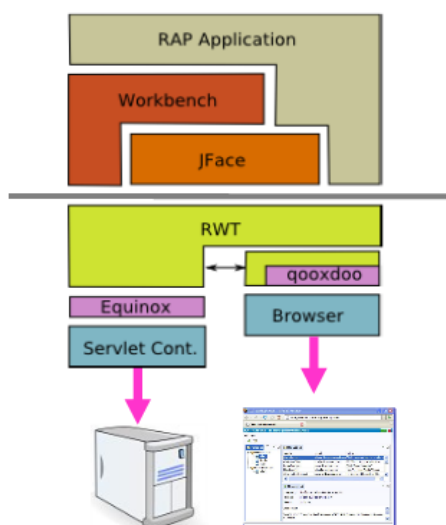 RAP Application
Workbench
JFace
RWT
qooxdoo
Equinox
Browser
Servlet Cont.